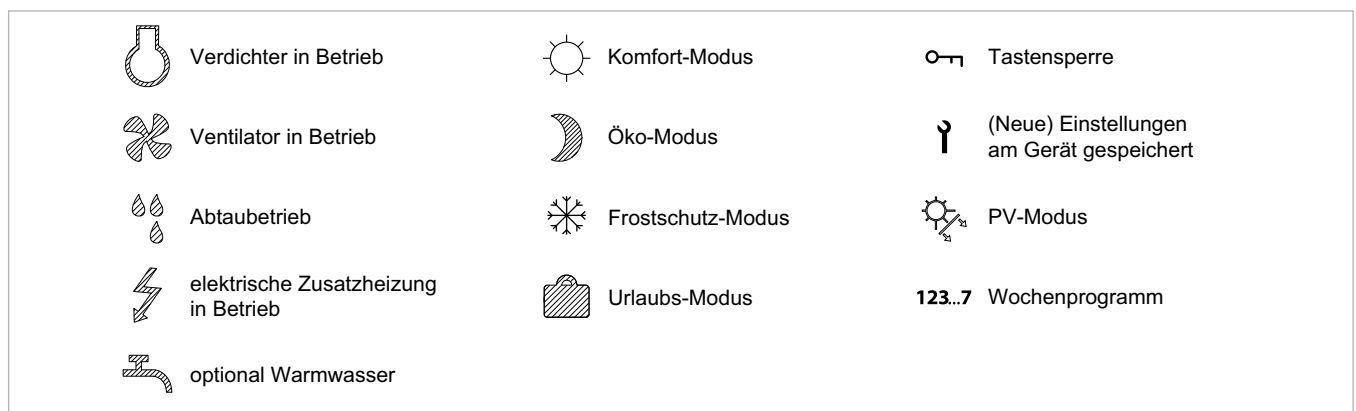 Verdichter in Betrieb
Ventilator in Betrieb
Abtaubetrieb
elektrische Zusatzheizung
in Betrieb
optional Warmwasser
Komfort-Modus
Öko-Modus
Frostschutz-Modus
Urlaubs-Modus
Tastensperre
(Neue) Einstellungen
am Gerät gespeichert
PV-Modus
123...7 Wochenprogramm